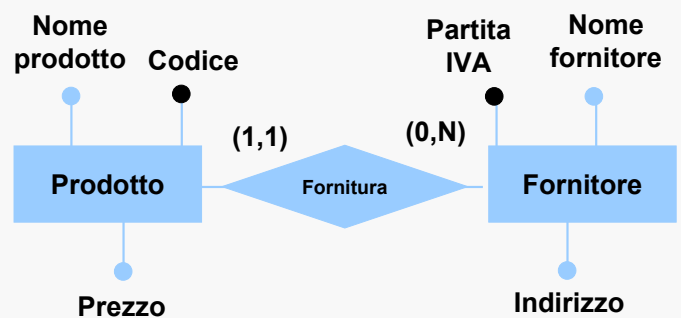 Nome
prodotto
Codice
Partita
IVA
Nome
fornitore
(1,1)
(0,N)
Prodotto
Fornitura
Fornitore
Prezzo
Indirizzo